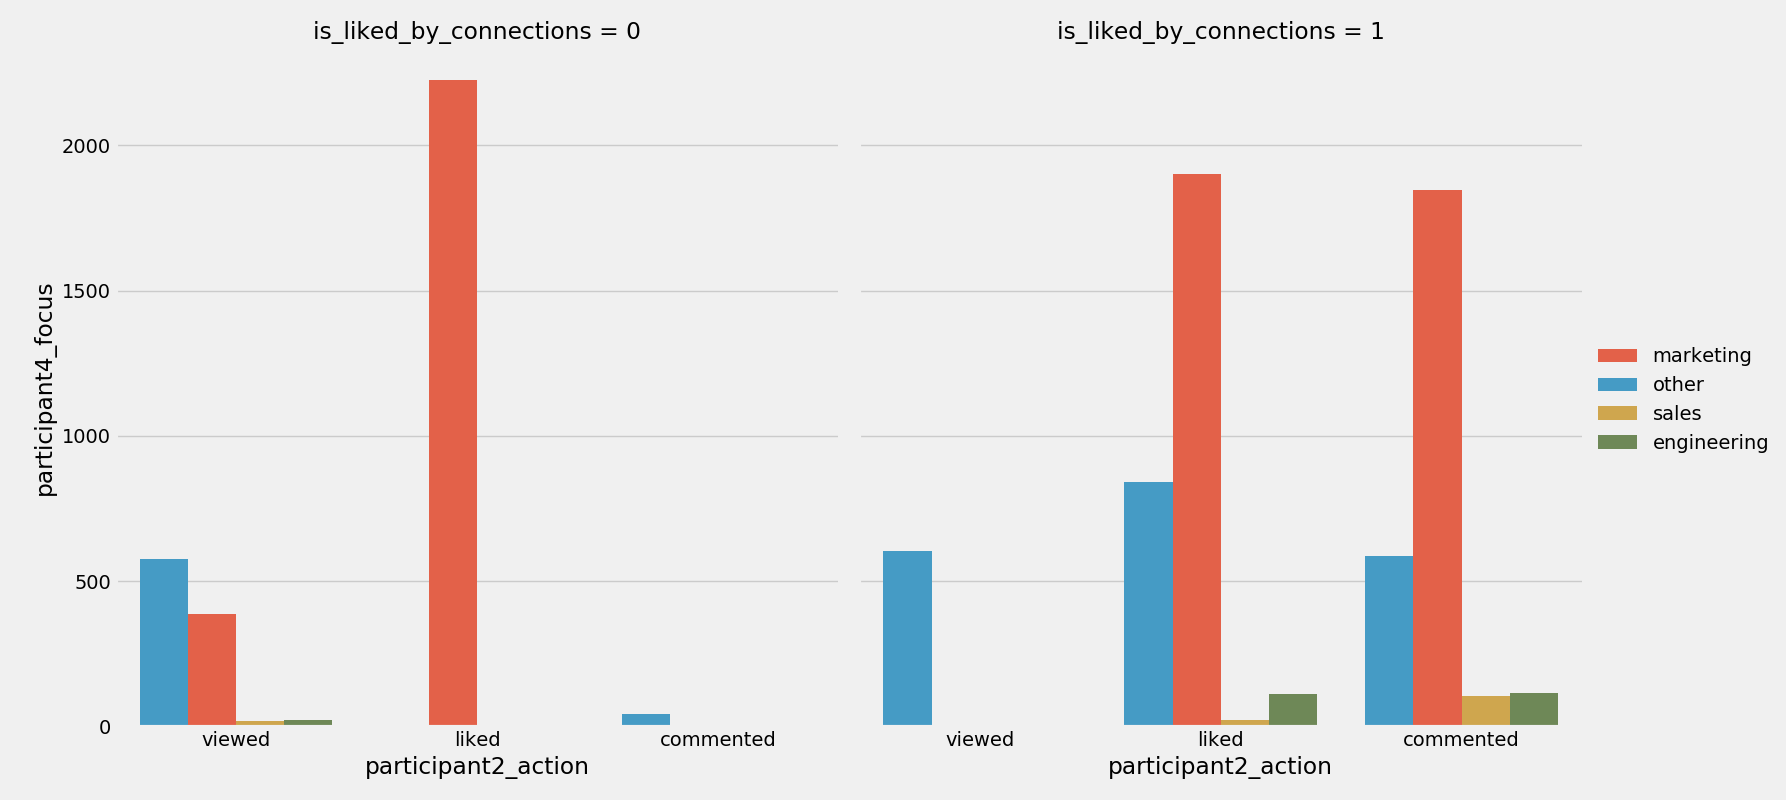 is_liked_by_connections = 0
is_liked_by_connections = 1
participant4_focus
2000
1500
1000
500
0
viewed
liked
commented
viewed
liked
commented
participant2_action
participant2_action
marketing
other
sales
engineering